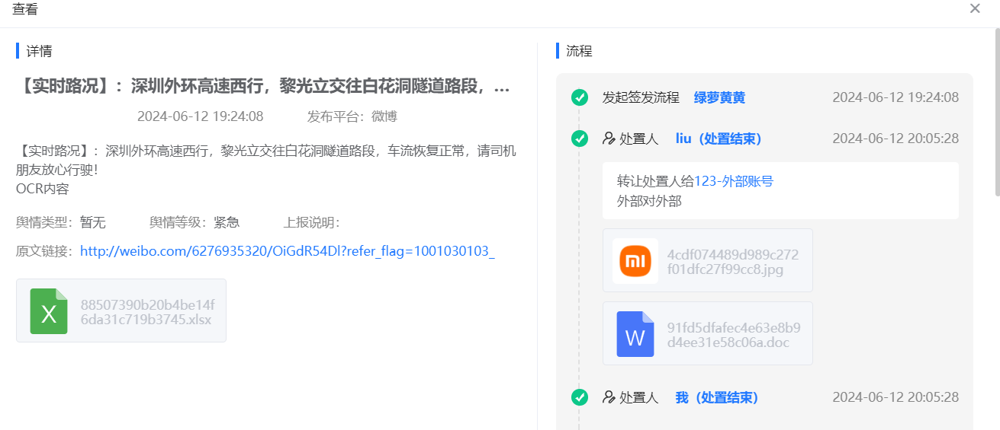 查看
详情
【实时路况】：深圳外环高速西行，黎光立交往白花洞隧道路段，...
2024-06-12 19:24:08 发布平台：微博
【实时路况】：深圳外环高速西行，黎光立交往白花洞隧道路段，车流恢复正常，请司机
朋友放心行驶！
OCR内容
舆情类型：暂无 舆情等级：紧急 上报说明：
原文链接：http://weibo.com/6276935320/OiGdR54Dl?refer_flag=1001030103_
X
88507390b20b4be14f
6da31c719b3745.xlsx
流程
发起签发流程 绿萝黄黄 2024-06-12 19:24:08
处置人 liu（处置结束） 2024-06-12 20:05:28
转让处置人给123-外部账号
外部对外部
mi
4cdf074489d989c272
f01dfc27f99cc8.jpg
W
91fd5dfafec4e63e8b9
d4ee31e58c06a.doc
处置人 我（处置结束） 2024-06-12 20:05:28